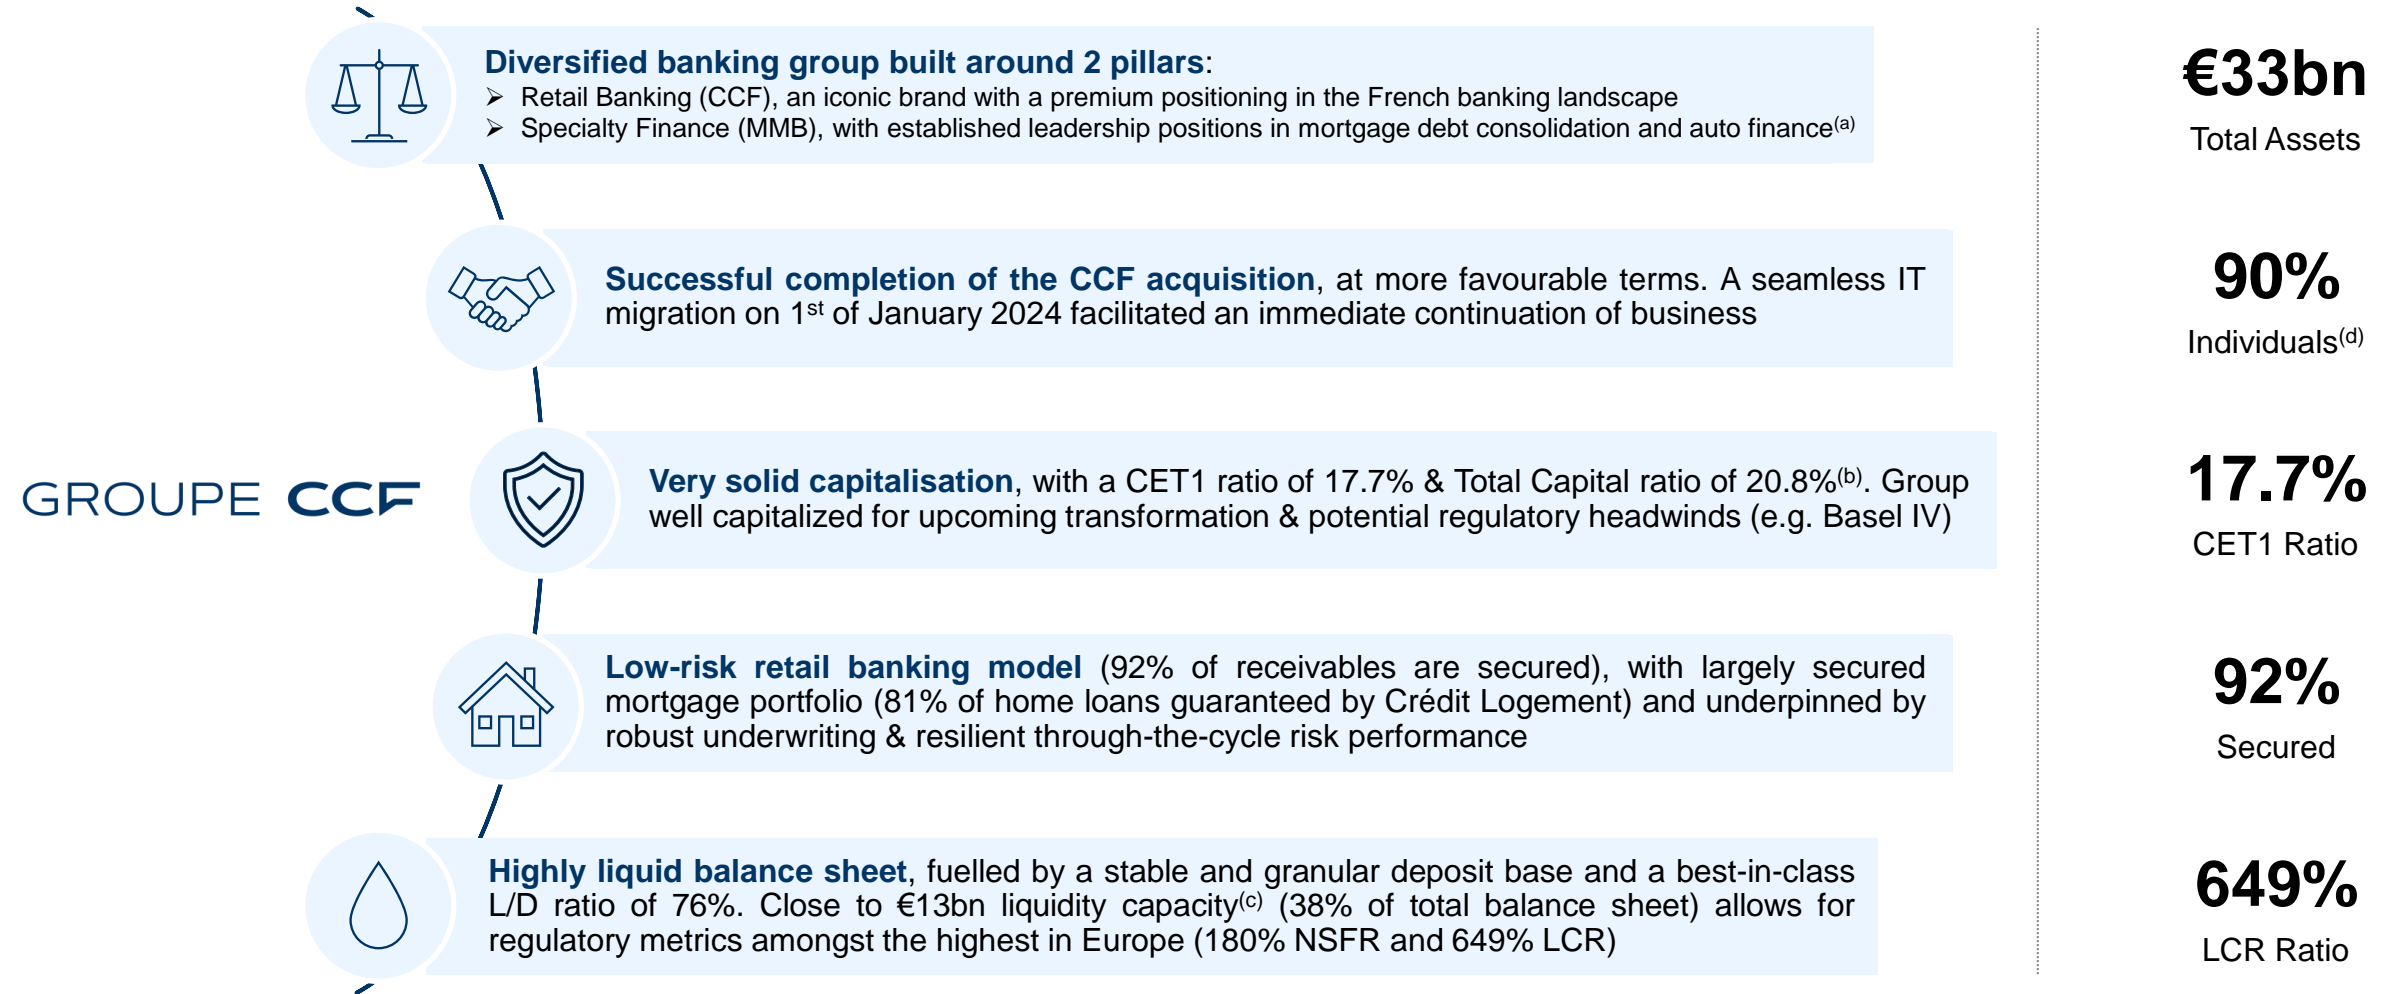 Diversified banking group built around 2 pillars:
➢ Retail Banking (CCF), an iconic brand with a premium positioning in the French banking landscape
➢ Specialty Finance (MMB), with established leadership positions in mortgage debt consolidation and auto finance(a)
€33bn
Total Assets
Successful completion of the CCF acquisition, at more favourable terms. A seamless IT
migration on 1st of January 2024 facilitated an immediate continuation of business
90%
Individuals(d)
GROUPE CCF
Very solid capitalisation, with a CET1 ratio of 17.7% & Total Capital ratio of 20.8%(b). Group
well capitalized for upcoming transformation & potential regulatory headwinds (e.g. Basel IV)
17.7%
CET1 Ratio
Low-risk retail banking model (92% of receivables are secured), with largely secured
mortgage portfolio (81% of home loans guaranteed by Crédit Logement) and underpinned by
robust underwriting & resilient through-the-cycle risk performance
92%
Secured
Highly liquid balance sheet, fuelled by a stable and granular deposit base and a best-in-class
L/D ratio of 76%. Close to €13bn liquidity capacity(c) (38% of total balance sheet) allows for
regulatory metrics amongst the highest in Europe (180% NSFR and 649% LCR)
649%
LCR Ratio